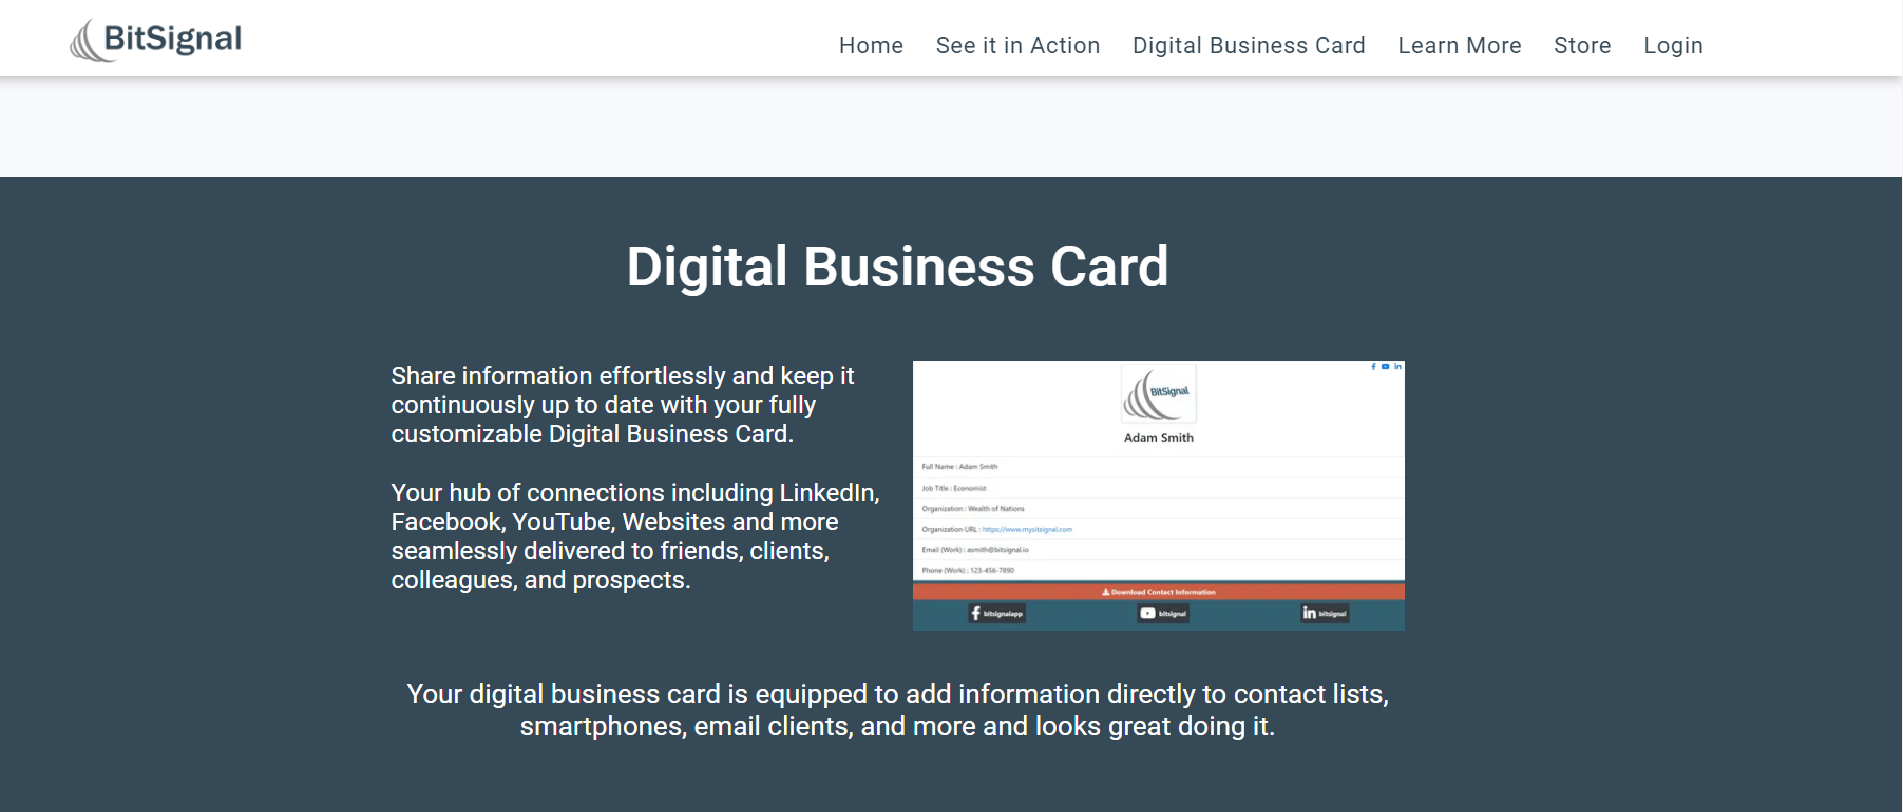 BitSignal
Home See it in Action Digital Business Card Learn More Store Login
Digital Business Card
Share information effortlessly and keep it
continuously up to date with your fully
customizable Digital Business Card.
Your hub of connections including LinkedIn,
Facebook, YouTube, Websites and more
seamlessly delivered to friends, clients,
colleagues, and prospects.
BitSignal
Adam Smith
Full Name : Adam Smith
Job Title : Economist
Organization : Wealth of Nations
Organization URL : https://www.mysitsignal.com
Email (Work) : asmith@bitsignal.io
Phone (Work) : 123-456-7890
Download Contact Information
bitsignalapp
bitsignal
bitsignal
Your digital business card is equipped to add information directly to contact lists,
smartphones, email clients, and more and looks great doing it.